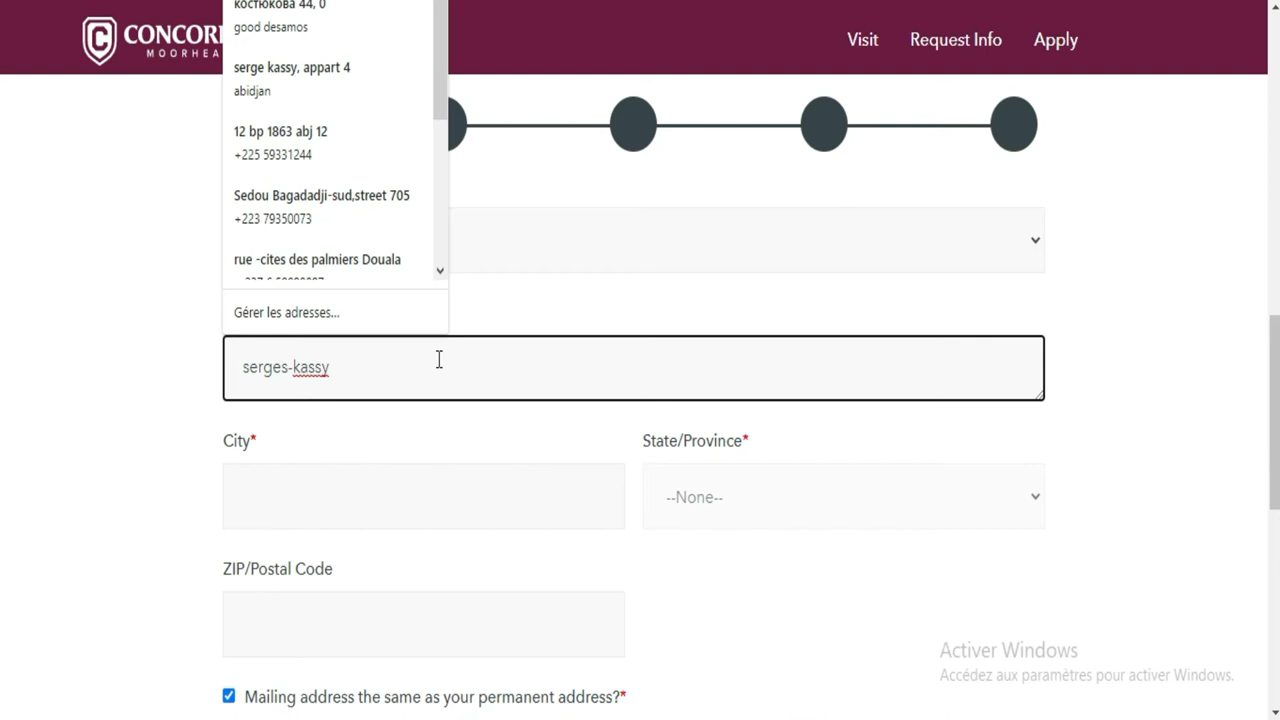 костюкова 44, 0
good desamos
CONCOR
MOORHEA
Visit
Request Info
Apply
serge kassy, appart 4
abidjan
12 bp 1863 abj 12
+225 59331244
Sedou Bagadadji-sud,street 705
+223 79350073
rue -cites des palmiers Douala
Gérer les adresses...
serges-kassy
City*
State/Province*
--None--
ZIP/Postal Code
Activer Windows
Accédez aux paramètres pour activer Windows.
Mailing address the same as your permanent address?*